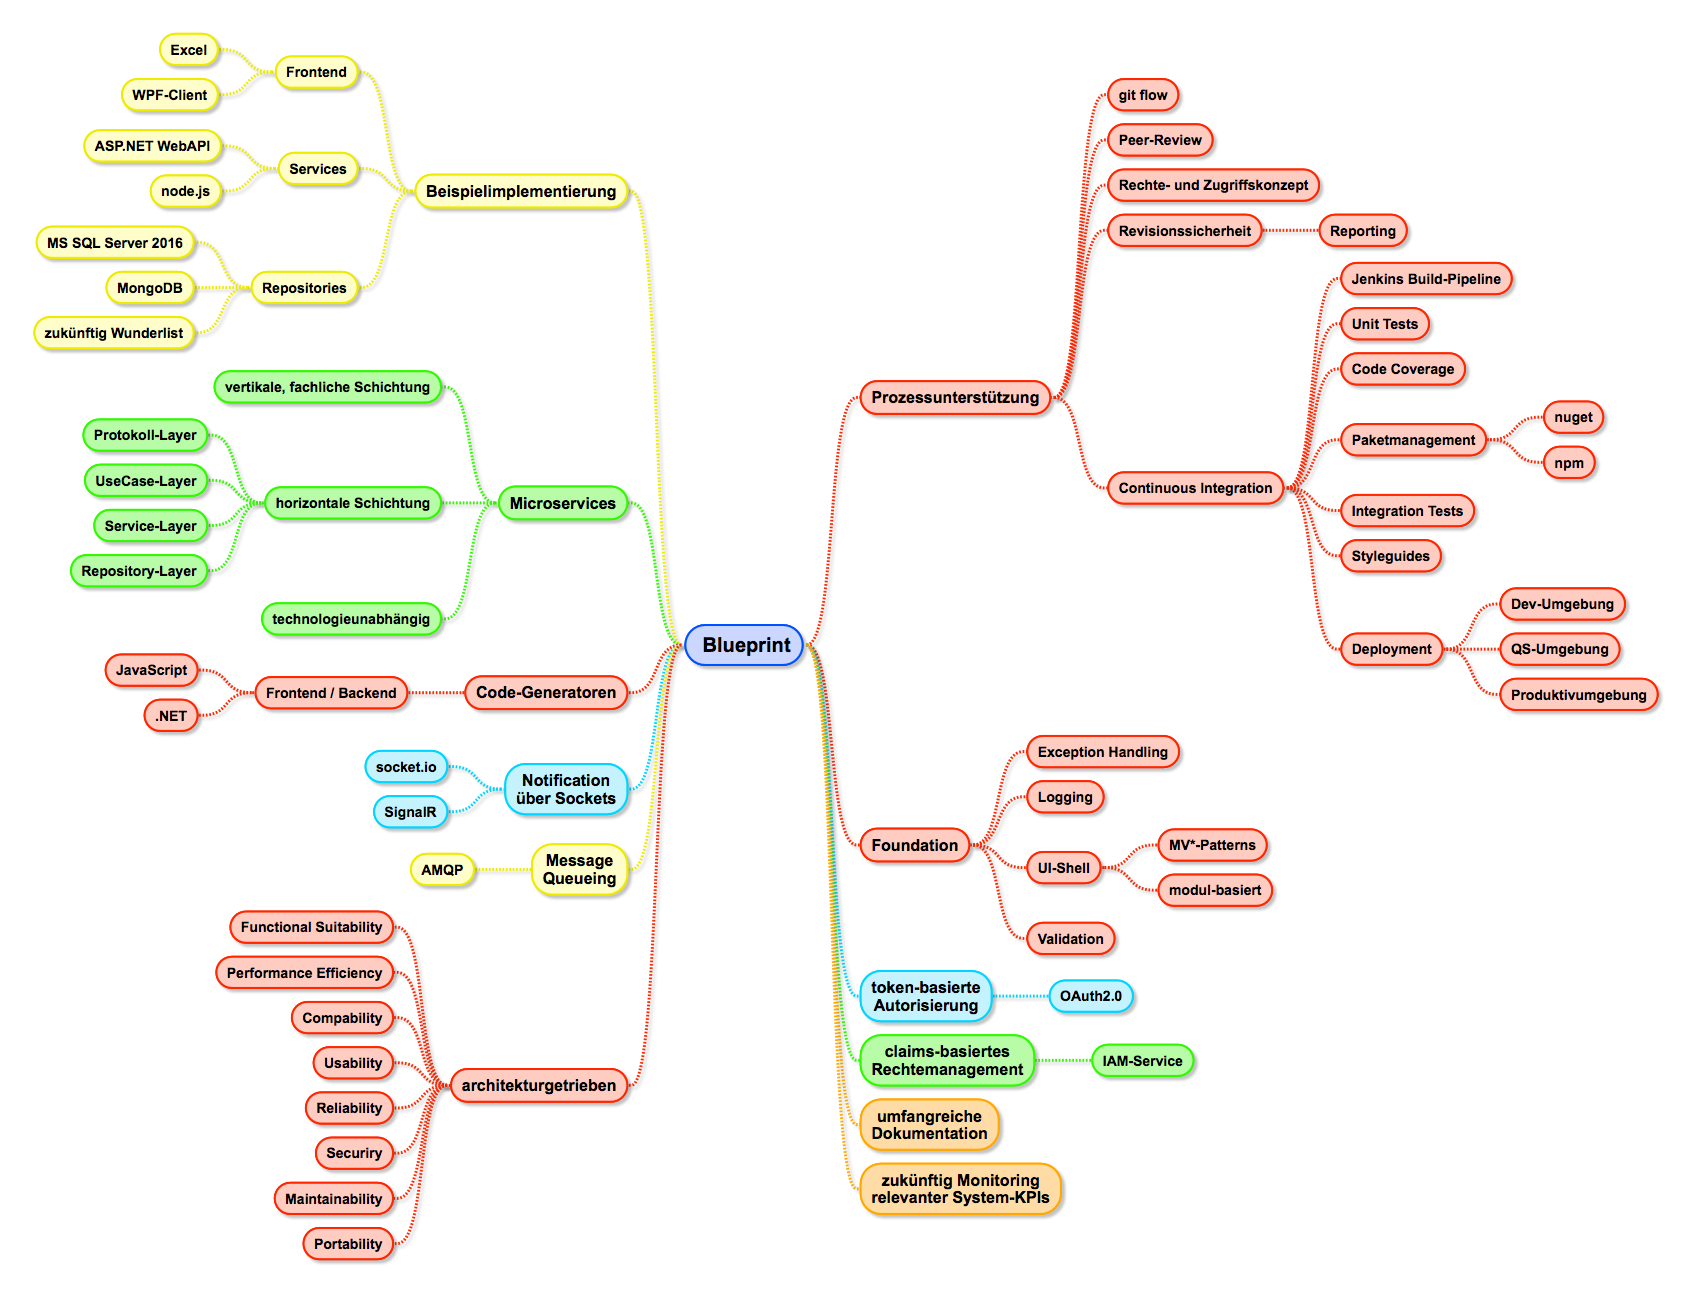 Blueprint
Beispielimplementierung
Frontend
Excel
WPF-Client
Services
ASP.NET WebAPI
node.js
Repositories
MS SQL Server 2016
MongoDB
zukünftig Wunderlist
Microservices
vertikale, fachliche Schichtung
horizontale Schichtung
Protokoll-Layer
UseCase-Layer
Service-Layer
Repository-Layer
technologieunabhängig
Code-Generatoren
Frontend / Backend
JavaScript
.NET
Notification
über Sockets
socket.io
SignalR
Message
Queueing
AMQP
architekturgetrieben
Functional Suitability
Performance Efficiency
Compability
Usability
Reliability
Securiry
Maintainability
Portability
Prozessunterstützung
git flow
Peer-Review
Rechte- und Zugriffskonzept
Revisionssicherheit
Reporting
Continuous Integration
Jenkins Build-Pipeline
Unit Tests
Code Coverage
Paketmanagement
nuget
npm
Integration Tests
Styleguides
Deployment
Dev-Umgebung
QS-Umgebung
Produktivumgebung
Foundation
Exception Handling
Logging
UI-Shell
MV*-Patterns
modul-basiert
Validation
token-basierte
Autorisierung
OAuth2.0
claims-basiertes
Rechtemanagement
IAM-Service
umfangreiche
Dokumentation
zukünftig Monitoring
relevanter System-KPIs